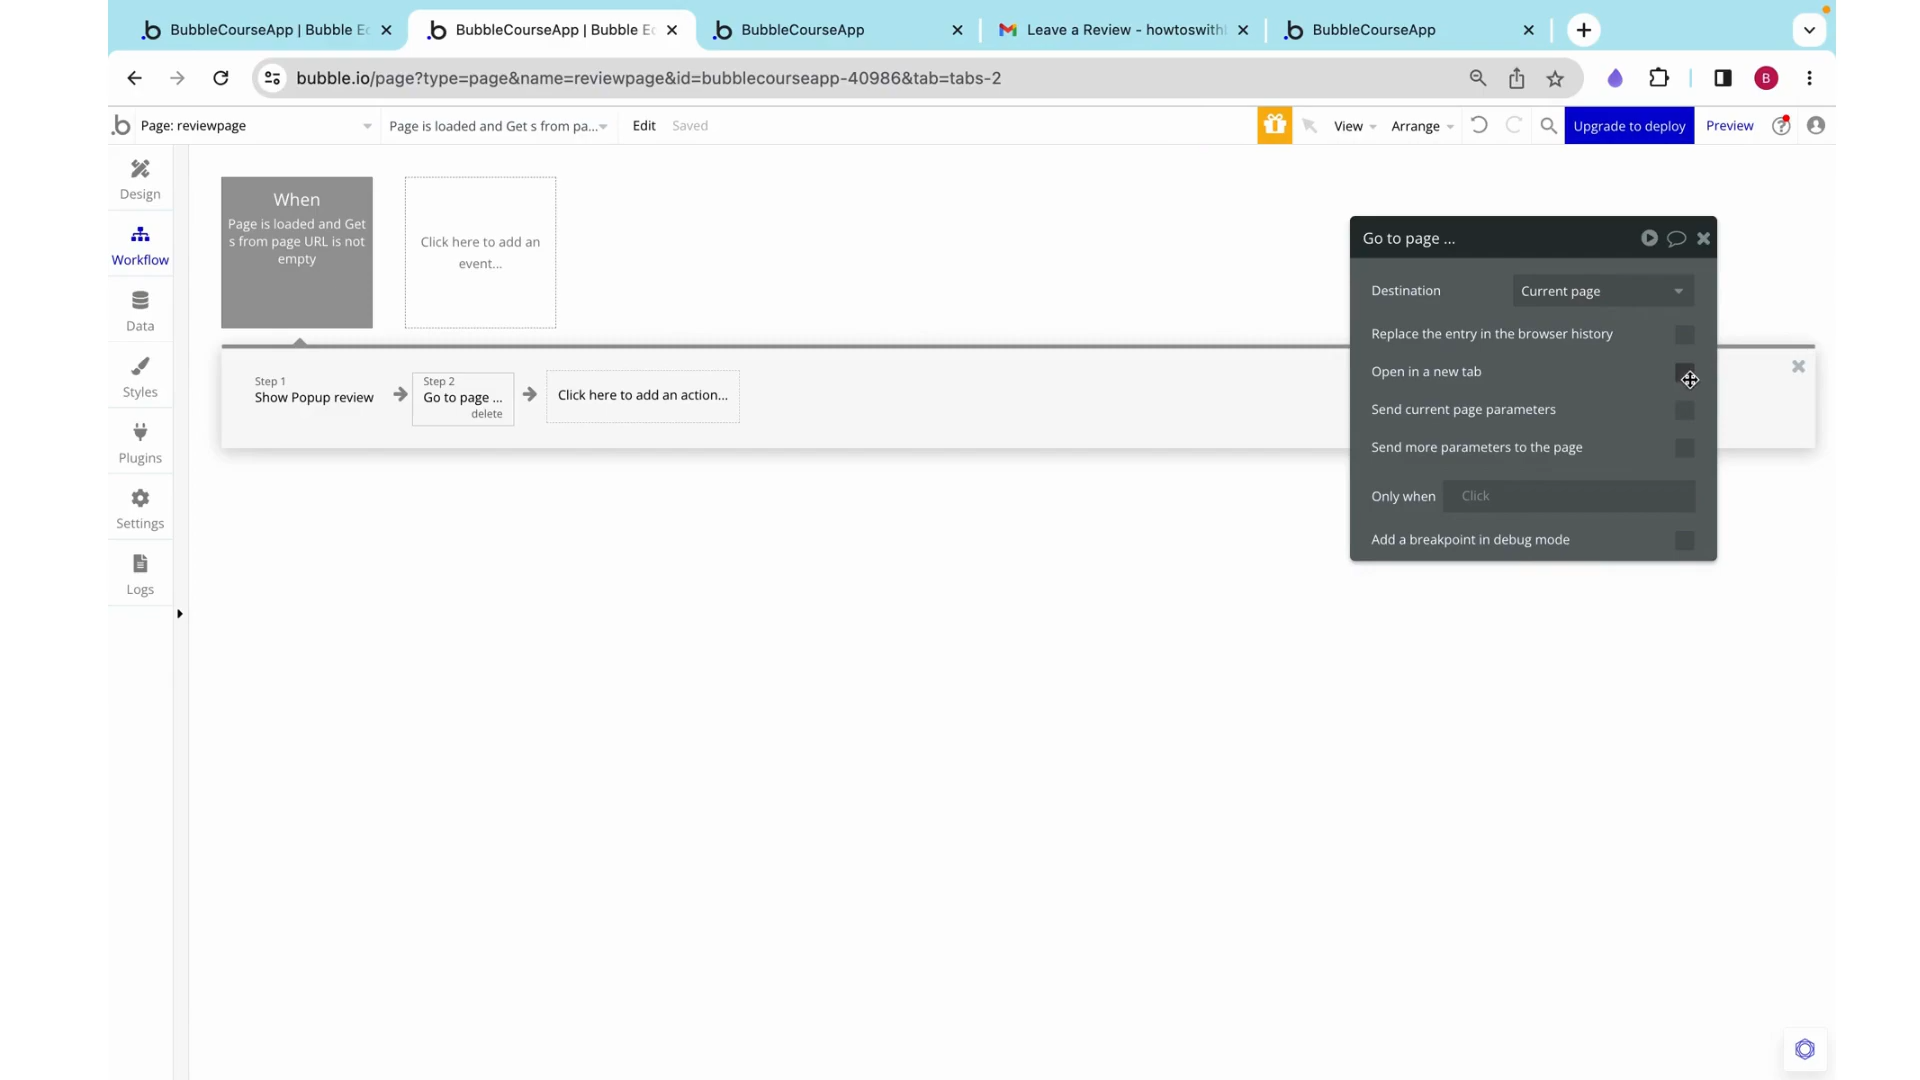 BubbleCourseApp | Bubble Ec
BubbleCourseApp | Bubble Ec
BubbleCourseApp
Leave a Review - howtoswithl
BubbleCourseApp
bubble.io/page?type=page&name=reviewpage&id=bubblecourseapp-40986&tab=tabs-2
B
Page: reviewpage
Page is loaded and Get s from pa...
Edit
Saved
View
Arrange
Upgrade to deploy
Preview
Design
Workflow
Data
Styles
Plugins
Settings
Logs
When
Page is loaded and Get
s from page URL is not
empty
Click here to add an
event...
Step 1
Show Popup review
Step 2
Go to page ...
delete
Click here to add an action...
Go to page ...
Destination
Current page
Replace the entry in the browser history
Open in a new tab
Send current page parameters
Send more parameters to the page
Only when
Click
Add a breakpoint in debug mode